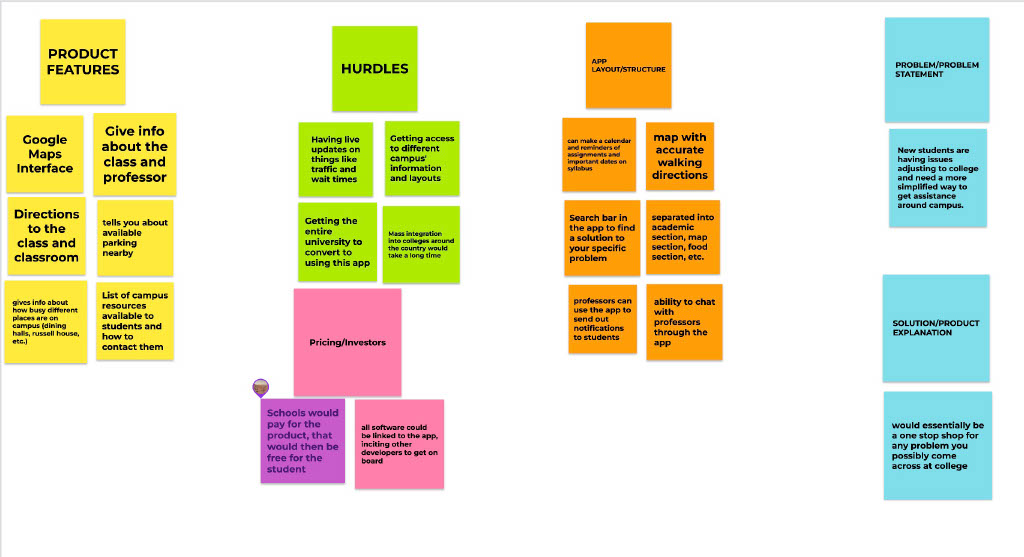 PRODUCT
FEATURES
Google
Maps
Interface
Give info
about the
class and
professor
Directions
to the
class and
classroom
tells you about
available
parking
nearby
gives info about
how busy different
places are on
campus (dining
halls, russell house,
etc.)
List of campus
resources
available to
students and
how to
contact them
HURDLES
Having live
updates on
things like
traffic and
wait times
Getting access
to different
campus'
information
and layouts
Getting the
entire
university to
convert to
using this app
Mass integration
into colleges around
the country would
take a long time
Pricing/Investors
Schools would
pay for the
product, that
would then be
free for the
student
all software could
be linked to the app,
inciting other
developers to get on
board
APP
LAYOUT/STRUCTURE
can make a calendar
and reminders of
assignments and
important dates on
syllabus
map with
accurate
walking
directions
Search bar in
the app to find
a solution to
your specific
problem
separated into
academic
section, map
section, food
section, etc.
professors can
use the app to
send out
notifications
to students
ability to chat
with
professors
through the
app
PROBLEM/PROBLEM
STATEMENT
New students are
having issues
adjusting to college
and need a more
simplified way to
get assistance
around campus.
SOLUTION/PRODUCT
EXPLANATION
would essentially be
a one stop shop for
any problem you
possibly come
across at college